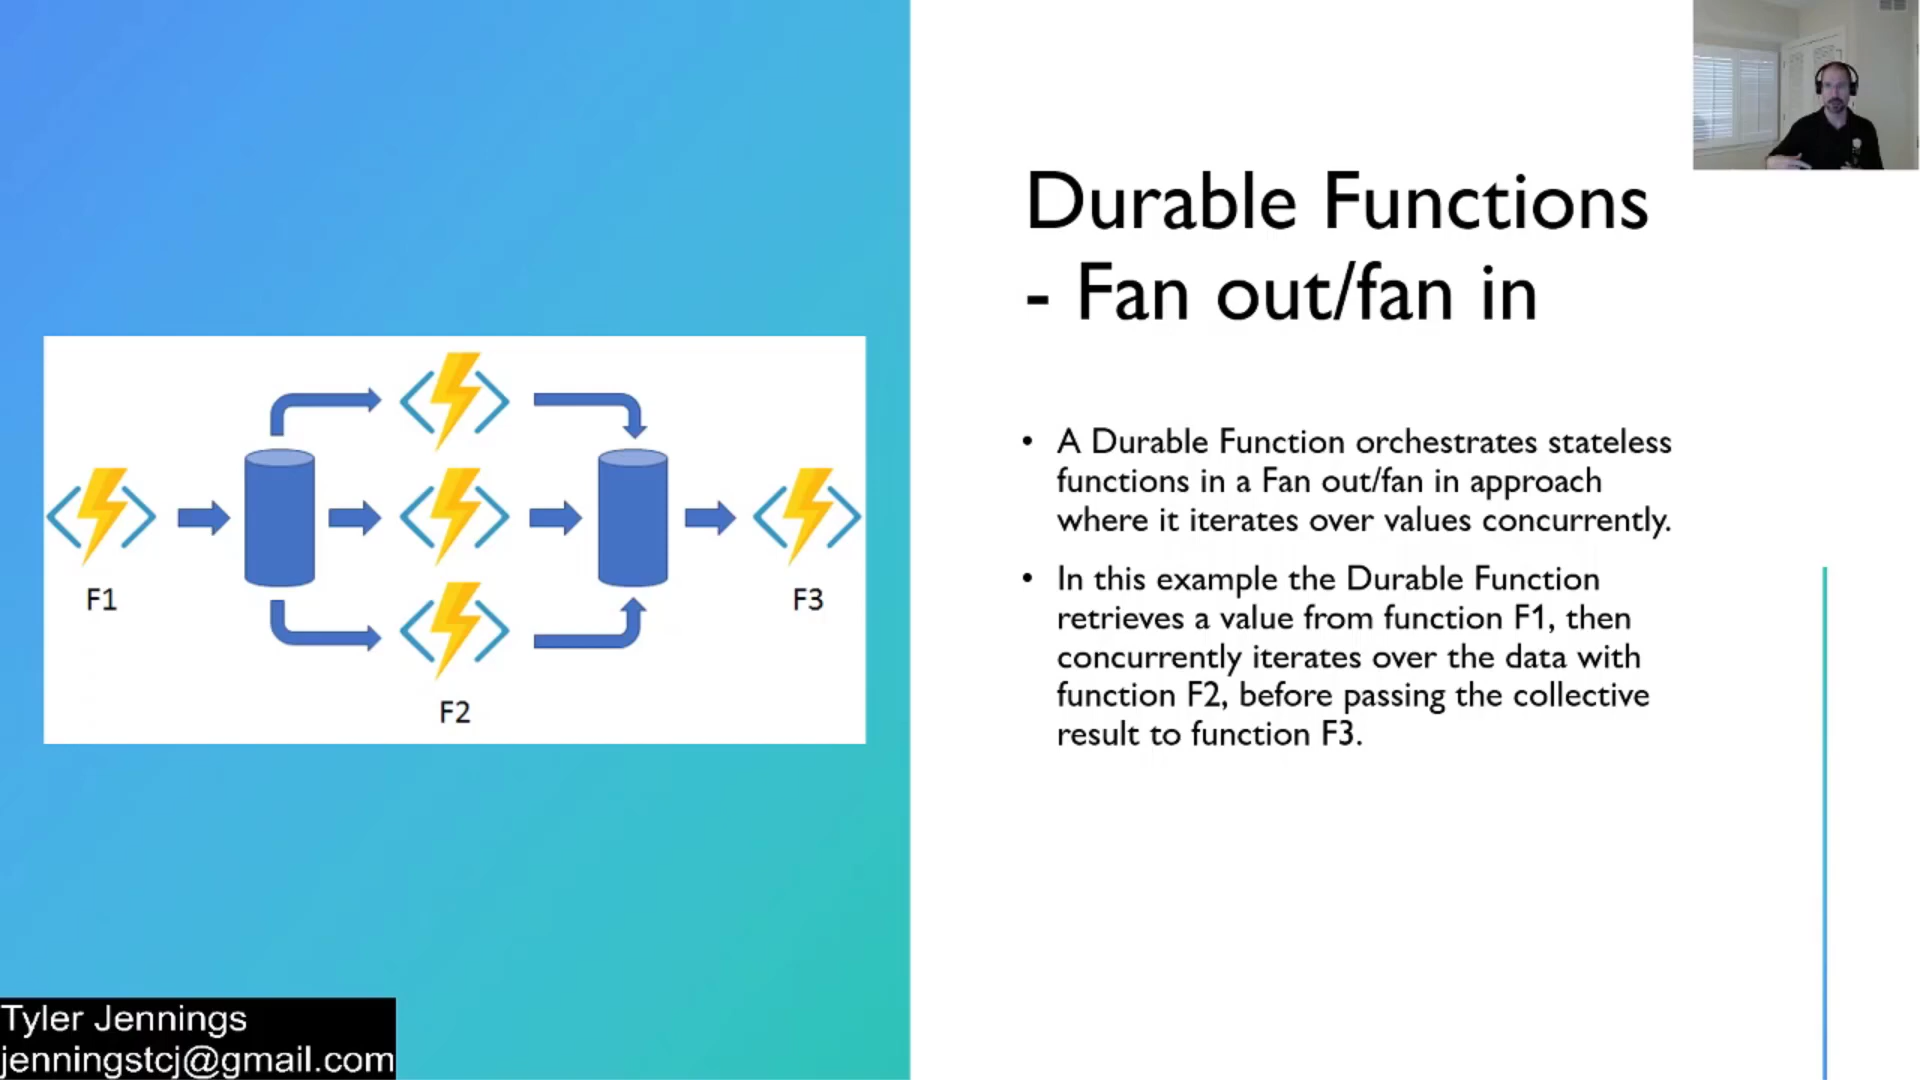 Durable Functions
- Fan out/fan in
• A Durable Function orchestrates stateless
functions in a Fan out/fan in approach
where it iterates over values concurrently.
• In this example the Durable Function
retrieves a value from function F1, then
concurrently iterates over the data with
function F2, before passing the collective
result to function F3.
F1
F2
F3
Tyler Jennings
jenningstcj@gmail.com